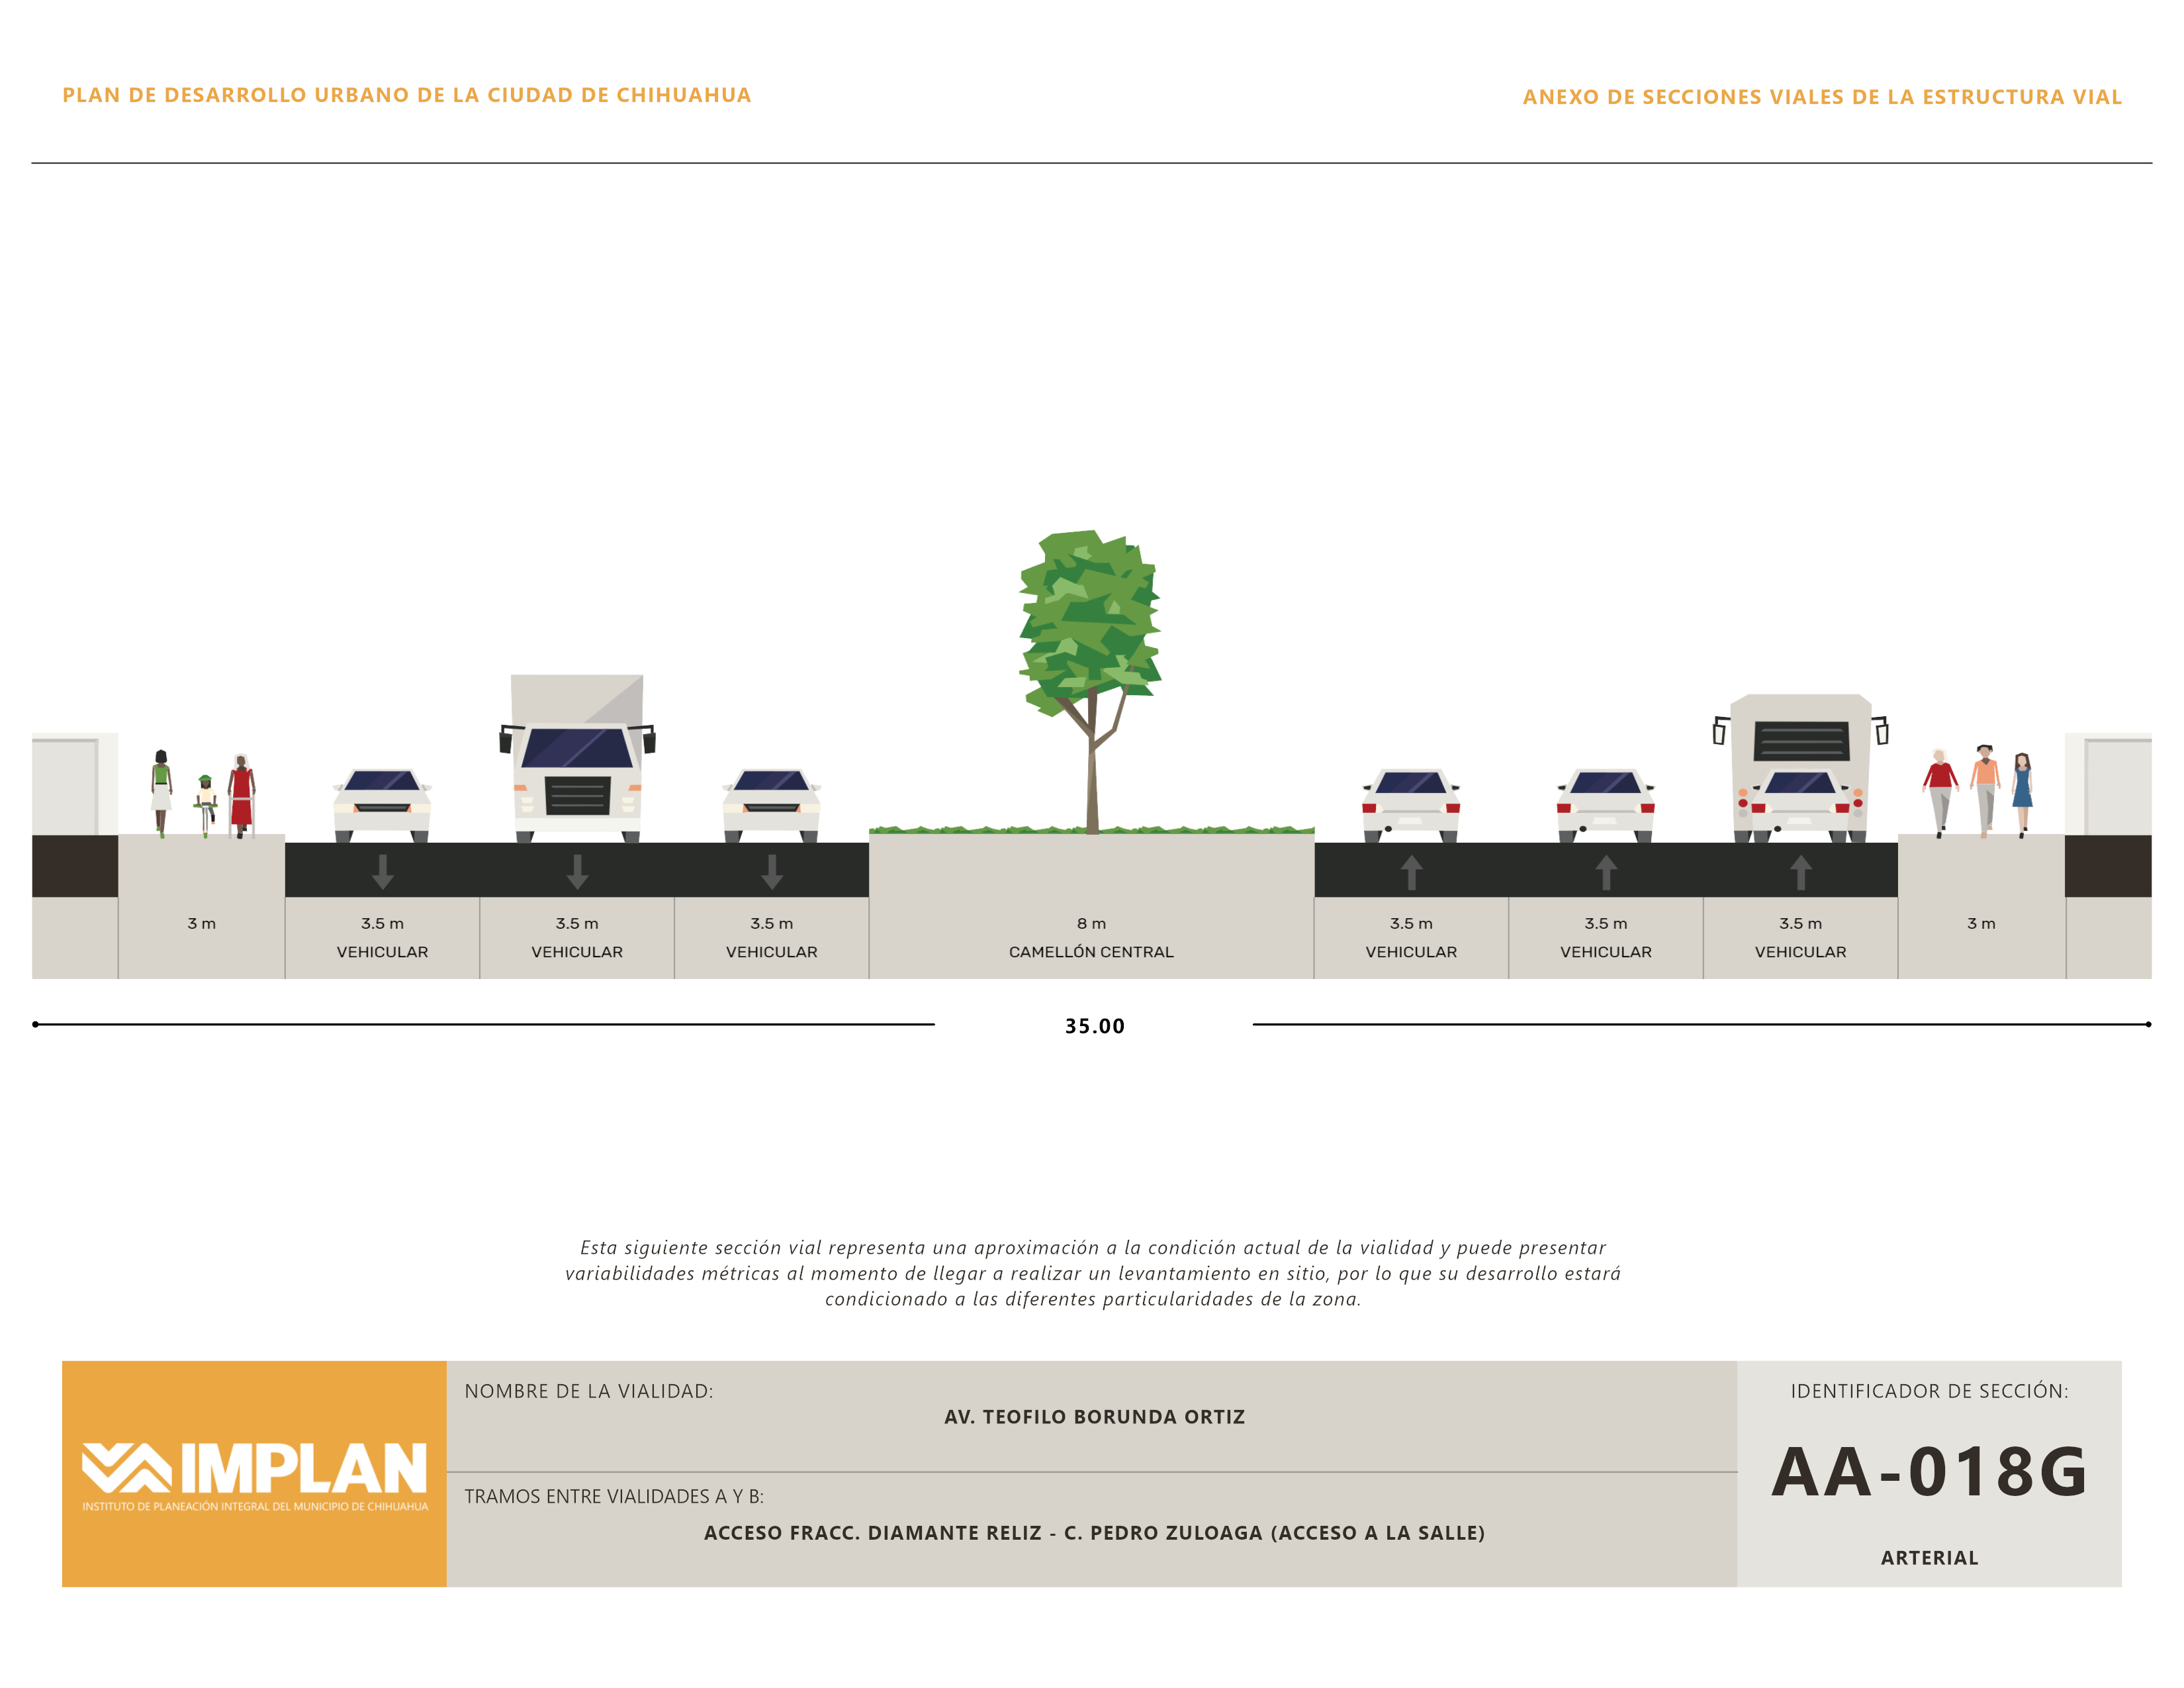 PLAN DE DESARROLLO URBANO DE LA CIUDAD DE CHIHUAHUA
ANEXO DE SECCIONES VIALES DE LA ESTRUCTURA VIAL
3 m
3.5 m
3.5 m
3.5 m
8 m
3.5 m
3.5 m
3.5 m
3 m
VEHICULAR
VEHICULAR
VEHICULAR
CAMELLÓN CENTRAL
VEHICULAR
VEHICULAR
VEHICULAR
35.00
Esta siguiente sección vial representa una aproximación a la condición actual de la vialidad y puede presentar
variabilidades métricas al momento de llegar a realizar un levantamiento en sitio, por lo que su desarrollo estará
condicionado a las diferentes particularidades de la zona.
IMPLAN
INSTITUTO DE PLANEACIÓN INTEGRAL DEL MUNICIPIO DE CHIHUAHUA
NOMBRE DE LA VIALIDAD:
AV. TEOFILO BORUNDA ORTIZ
TRAMOS ENTRE VIALIDADES A Y B:
ACCESO FRACC. DIAMANTE RELIZ - C. PEDRO ZULOAGA (ACCESO A LA SALLE)
IDENTIFICADOR DE SECCIÓN:
AA-018G
ARTERIAL